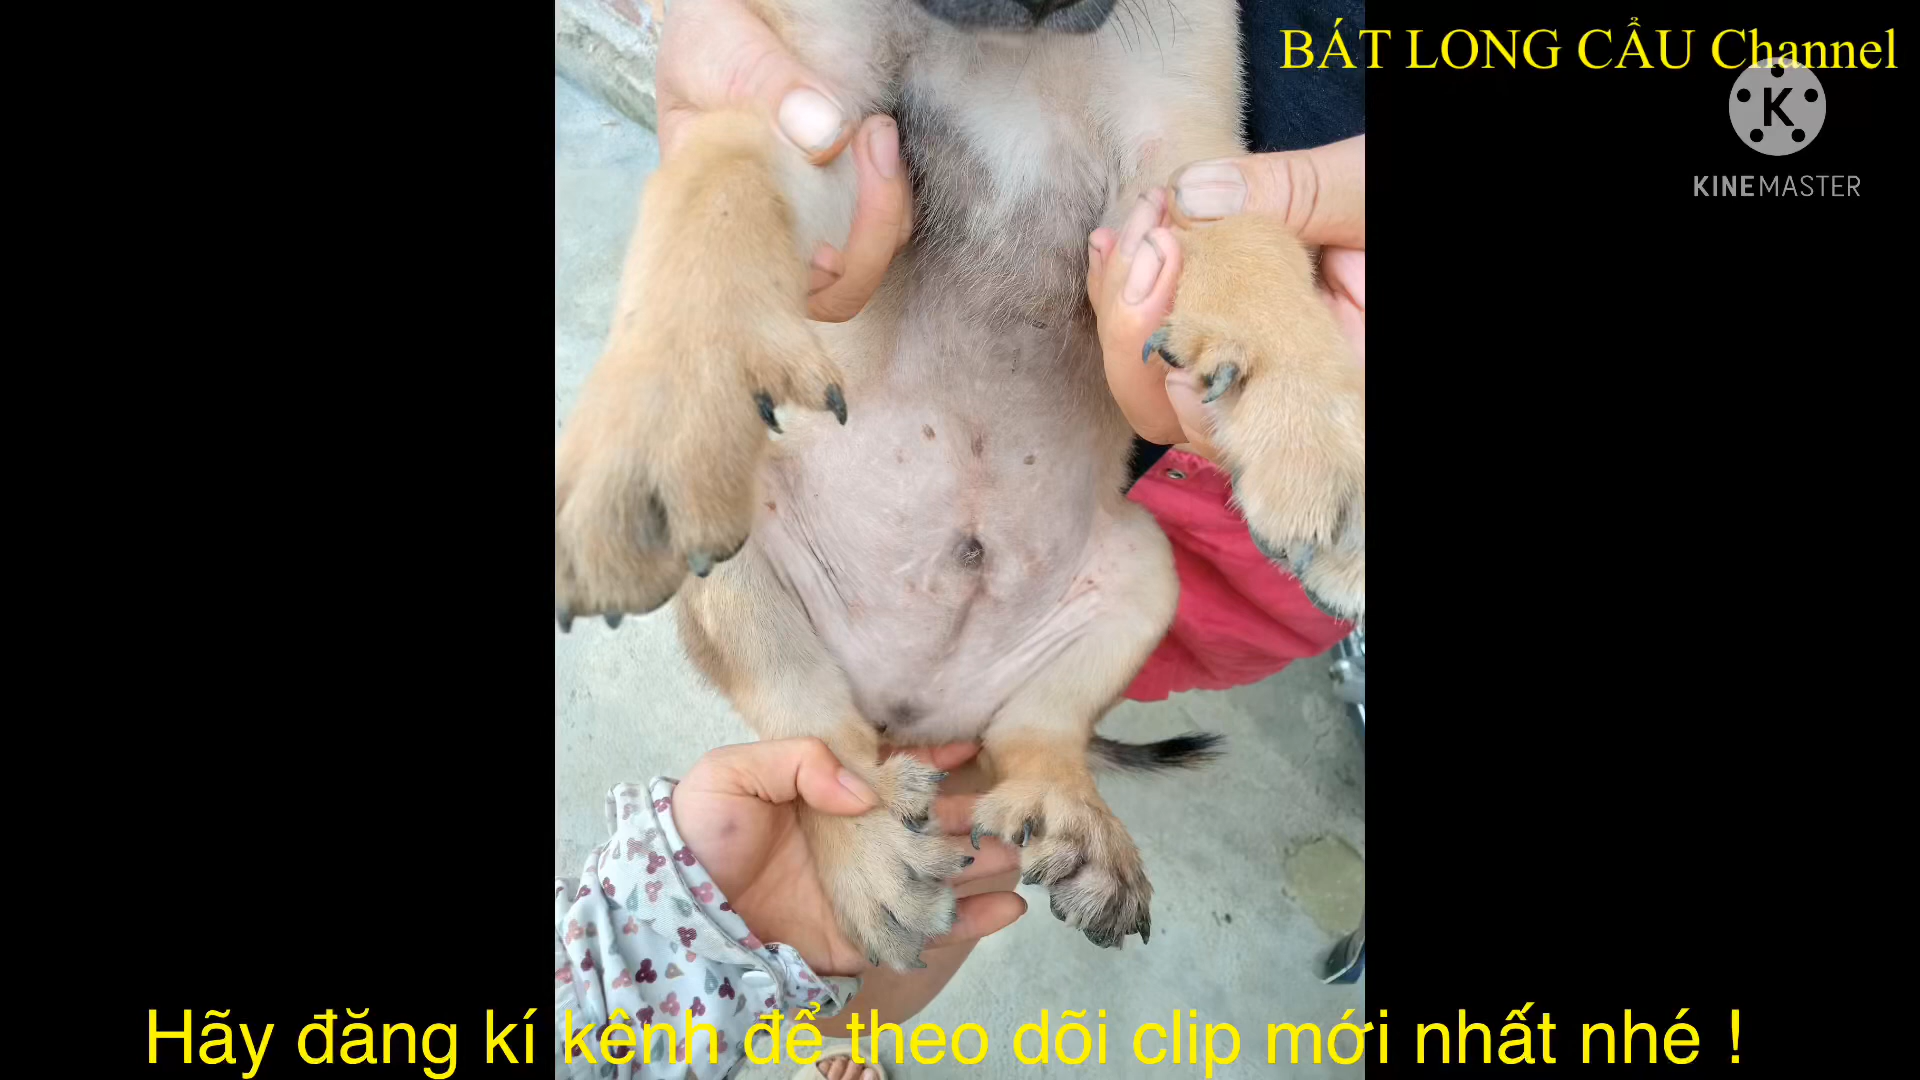 BÁT LONG CẨU Channel
K
KINEMASTER
Hãy đăng kí kênh để theo dõi clip mới nhất nhé !